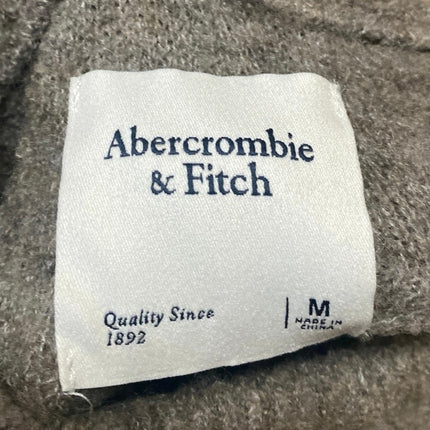 Abercrombie
& Fitch
Quality Since
1892
M
MADE IN
CHINA